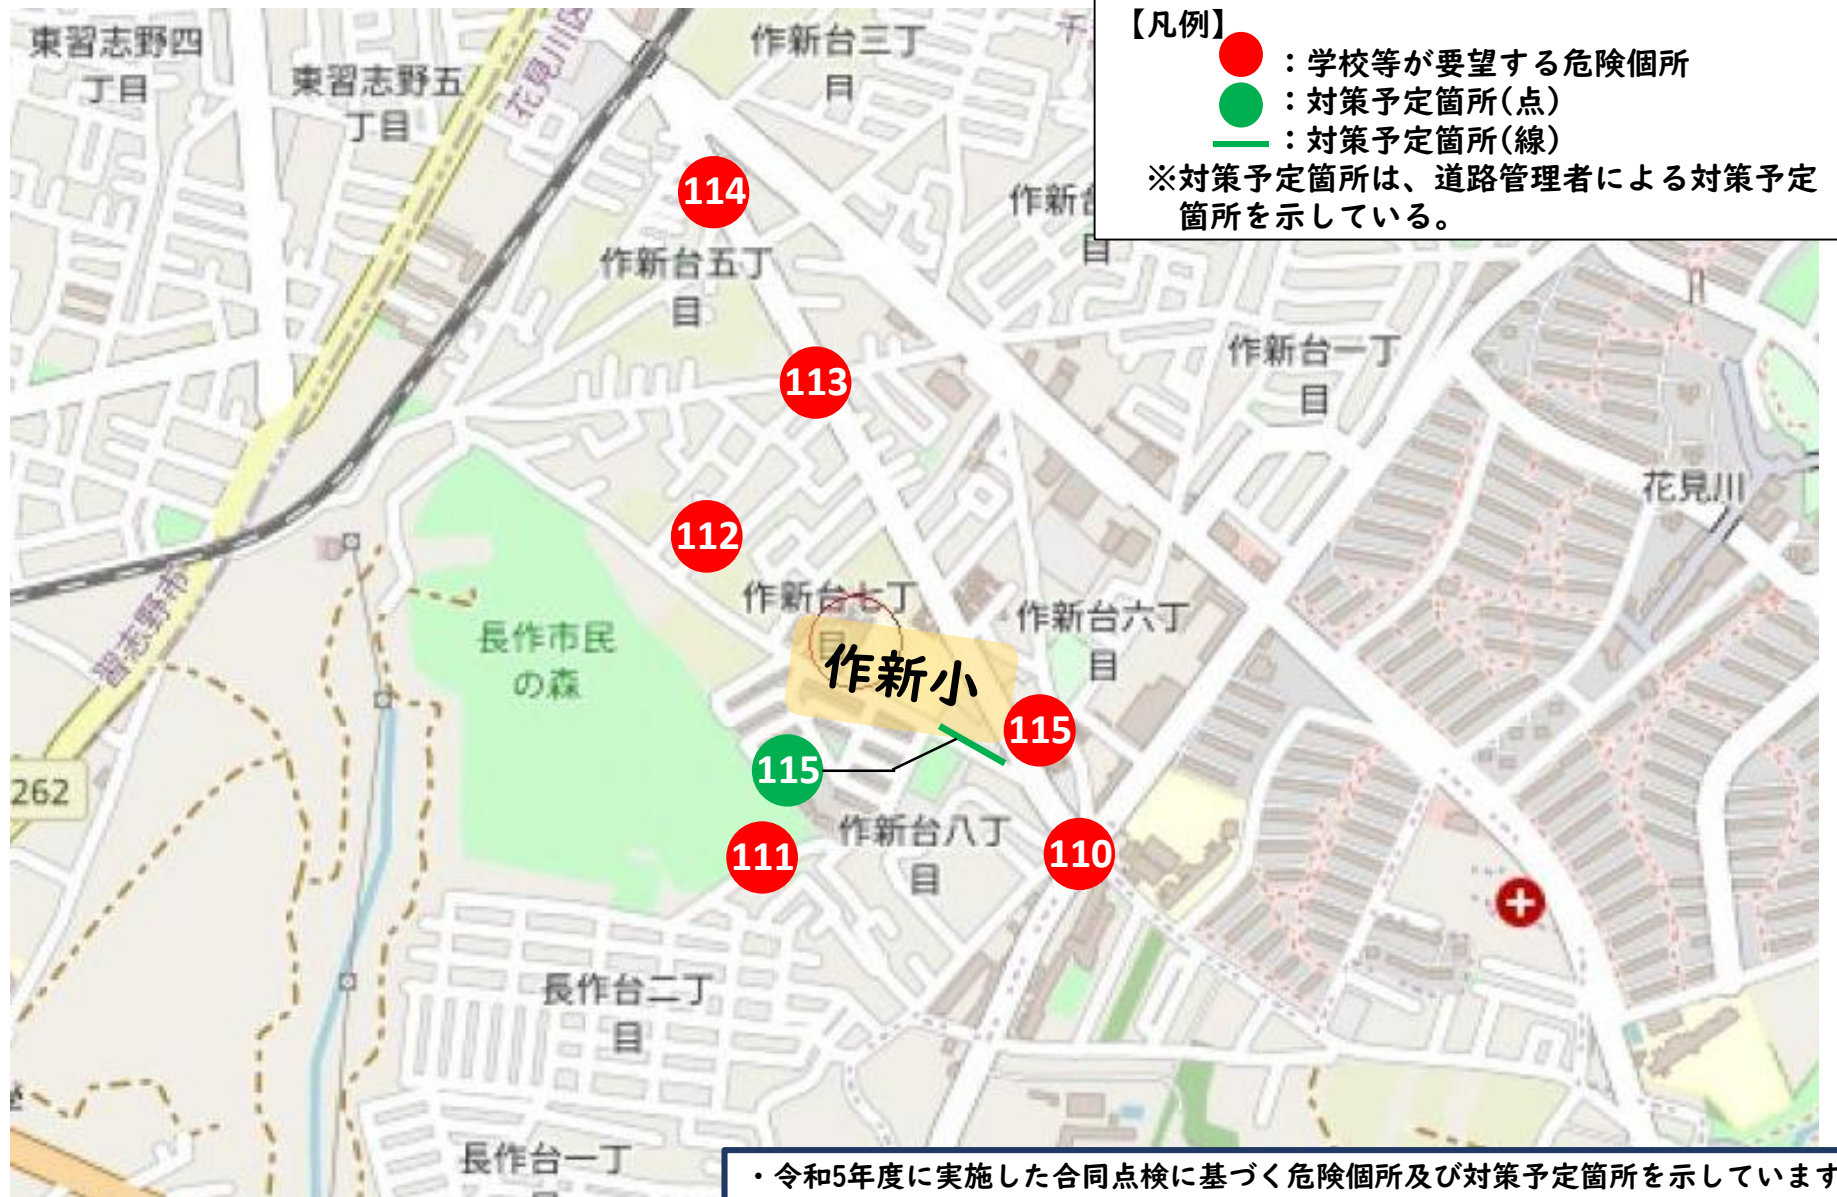 【凡例】
：学校等が要望する危険個所
：対策予定箇所(点)
：対策予定箇所(線)
※対策予定箇所は、道路管理者による対策予定
箇所を示している。
東習志野四
丁目
東習志野五
丁目
花見川区
作新台三丁
目
千
作新台
目
114
作新台五丁
目
113
作新台一丁
目
花見川
112
作新台七丁
目
作新台六丁
目
作新小
長作市民
の森
習志野市
115
115
262
作新台八丁
目
111
110
長作台二丁
目
長作台一丁
・令和5年度に実施した合同点検に基づく危険個所及び対策予定箇所を示しています